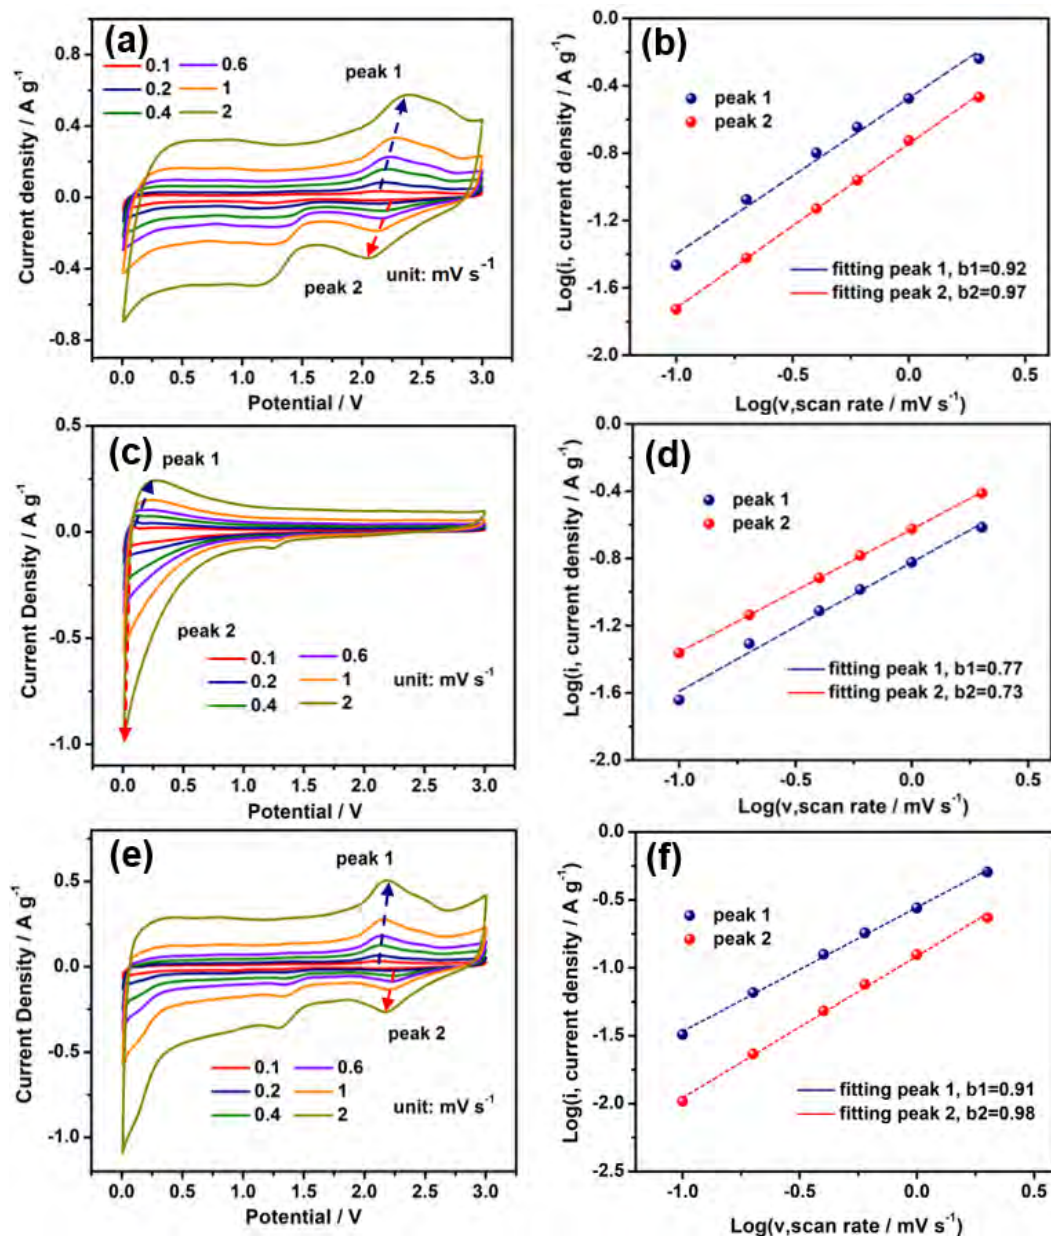 (a)
0.8
0.4
0.0
-0.4
-0.8
Current density / A g⁻¹
0.1 0.6
0.2 1
0.4 2
peak 1
peak 2
unit: mV s⁻¹
0.0 0.5 1.0 1.5 2.0 2.5 3.0
Potential / V
(b)
0.0
-0.4
-0.8
-1.2
-1.6
-2.0
Log(i, current density / A g⁻¹)
peak 1
peak 2
fitting peak 1, b1=0.92
fitting peak 2, b2=0.97
-1.0 -0.5 0.0 0.5
Log(v,scan rate / mV s⁻¹)
(c)
0.5
0.0
-0.5
-1.0
Current Density / A g⁻¹
peak 1
peak 2
0.1 0.6
0.2 1
0.4 2
unit: mV s⁻¹
0.0 0.5 1.0 1.5 2.0 2.5 3.0
Potential / V
(d)
0.0
-0.4
-0.8
-1.2
-1.6
-2.0
Log(i, current density / A g⁻¹)
peak 1
peak 2
fitting peak 1, b1=0.77
fitting peak 2, b2=0.73
-1.0 -0.5 0.0 0.5
Log(v,scan rate / mV s⁻¹)
(e)
0.5
0.0
-0.5
-1.0
Current Density / A g⁻¹
peak 1
peak 2
0.1 0.6
0.2 1
0.4 2
unit: mV s⁻¹
0.0 0.5 1.0 1.5 2.0 2.5 3.0
Potential / V
(f)
0.0
-0.5
-1.0
-1.5
-2.0
-2.5
Log(i, current density / A g⁻¹)
peak 1
peak 2
fitting peak 1, b1=0.91
fitting peak 2, b2=0.98
-1.0 -0.5 0.0 0.5
Log(v,scan rate / mV s⁻¹)